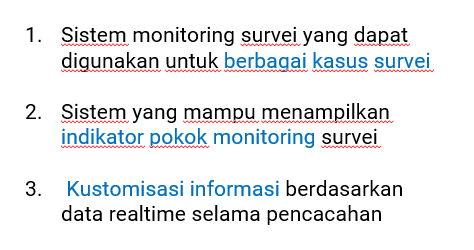 1. Sistem monitoring survei yang dapat
digunakan untuk berbagai kasus survei
2. Sistem yang mampu menampilkan
indikator pokok monitoring survei
3. Kustomisasi informasi berdasarkan
data realtime selama pencacahan